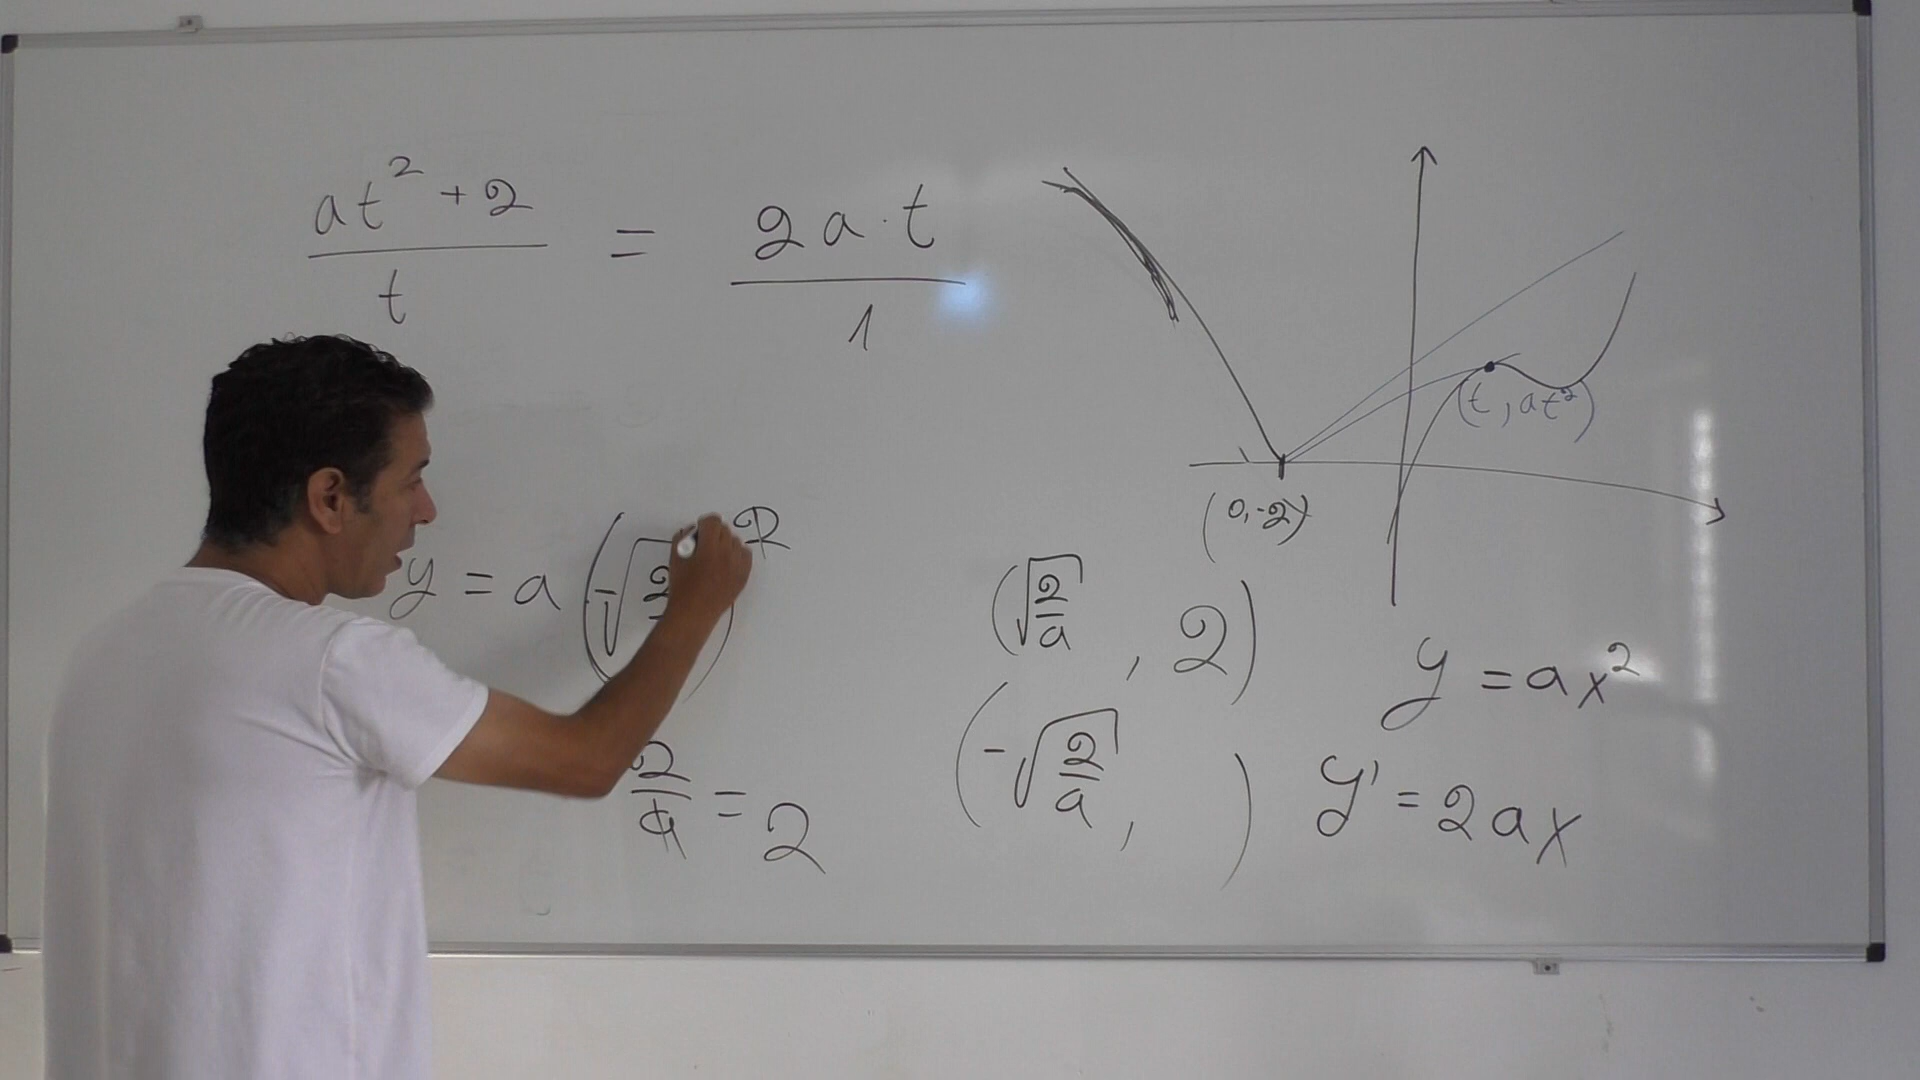 at² + 2 / t = 2a · t / 1
(t, at²)
(0, -2)
y = a(-√2 )²
(√2/a , 2)
y = ax²
2/a = 2
(-√2/a , )
y' = 2ax